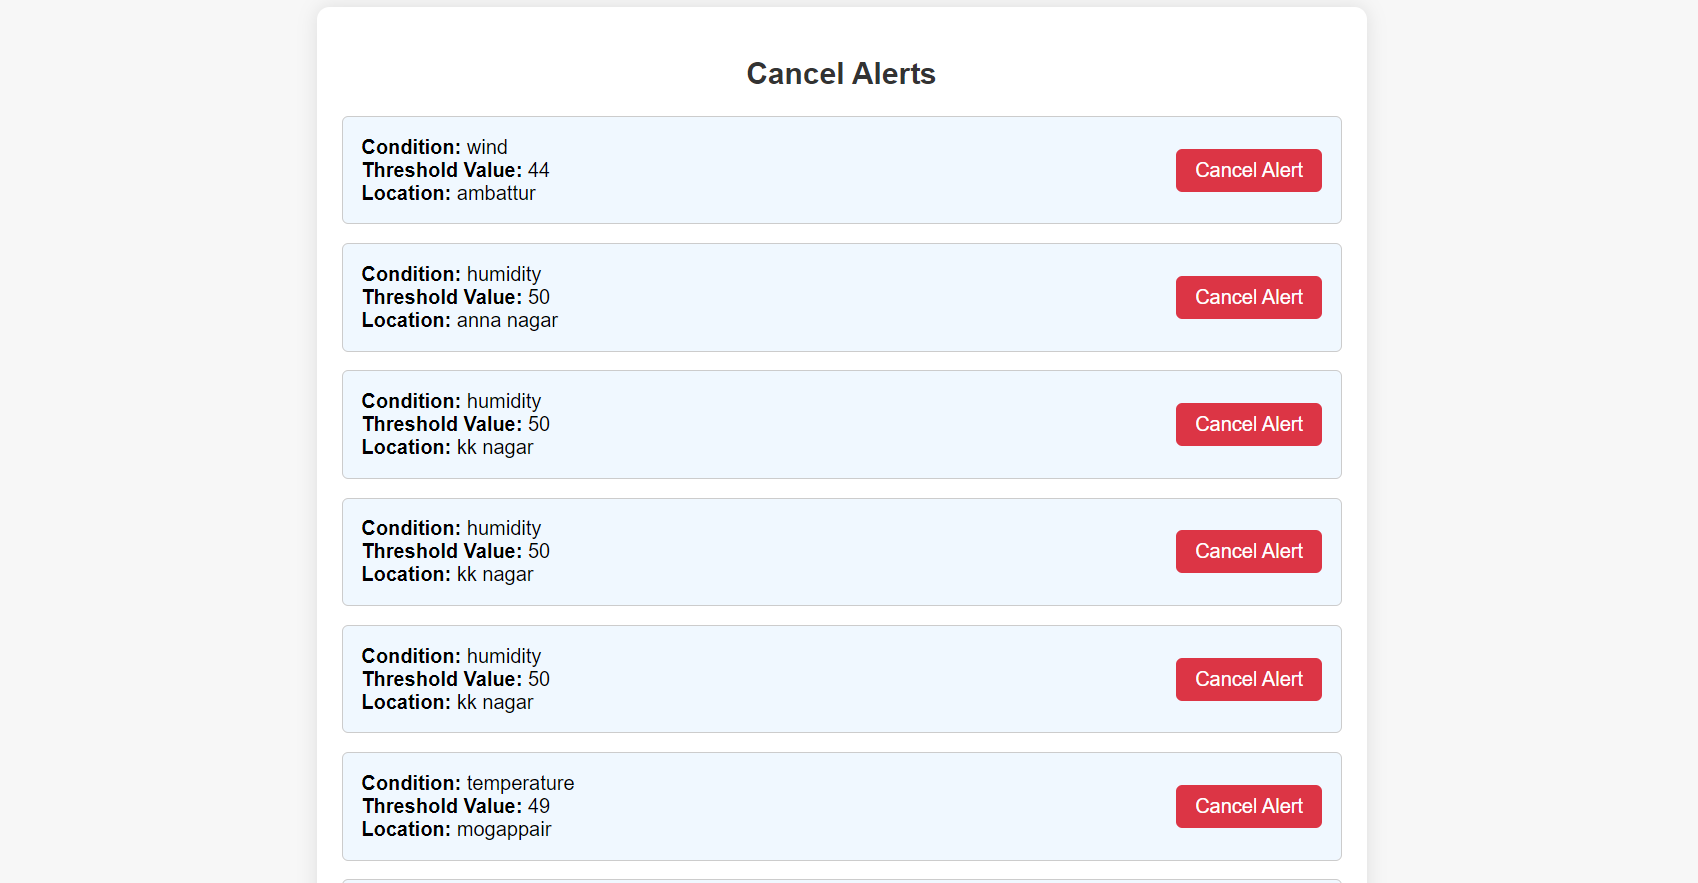 Cancel Alerts
Condition: wind
Threshold Value: 44
Location: ambattur
Cancel Alert
Condition: humidity
Threshold Value: 50
Location: anna nagar
Cancel Alert
Condition: humidity
Threshold Value: 50
Location: kk nagar
Cancel Alert
Condition: humidity
Threshold Value: 50
Location: kk nagar
Cancel Alert
Condition: humidity
Threshold Value: 50
Location: kk nagar
Cancel Alert
Condition: temperature
Threshold Value: 49
Location: mogappair
Cancel Alert